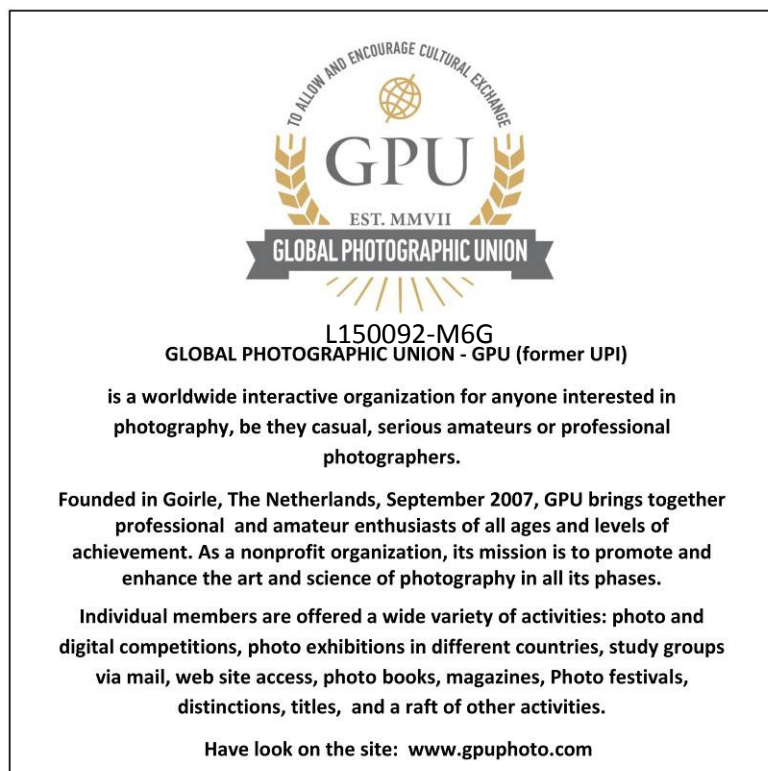 TO ALLOW AND ENCOURAGE CULTURAL EXCHANGE
GPU
EST. MMVII
GLOBAL PHOTOGRAPHIC UNION
L150092-M6G
GLOBAL PHOTOGRAPHIC UNION - GPU (former UPI)
is a worldwide interactive organization for anyone interested in
photography, be they casual, serious amateurs or professional
photographers.
Founded in Goirle, The Netherlands, September 2007, GPU brings together
professional and amateur enthusiasts of all ages and levels of
achievement. As a nonprofit organization, its mission is to promote and
enhance the art and science of photography in all its phases.
Individual members are offered a wide variety of activities: photo and
digital competitions, photo exhibitions in different countries, study groups
via mail, web site access, photo books, magazines, Photo festivals,
distinctions, titles, and a raft of other activities.
Have look on the site: www.gpuphoto.com